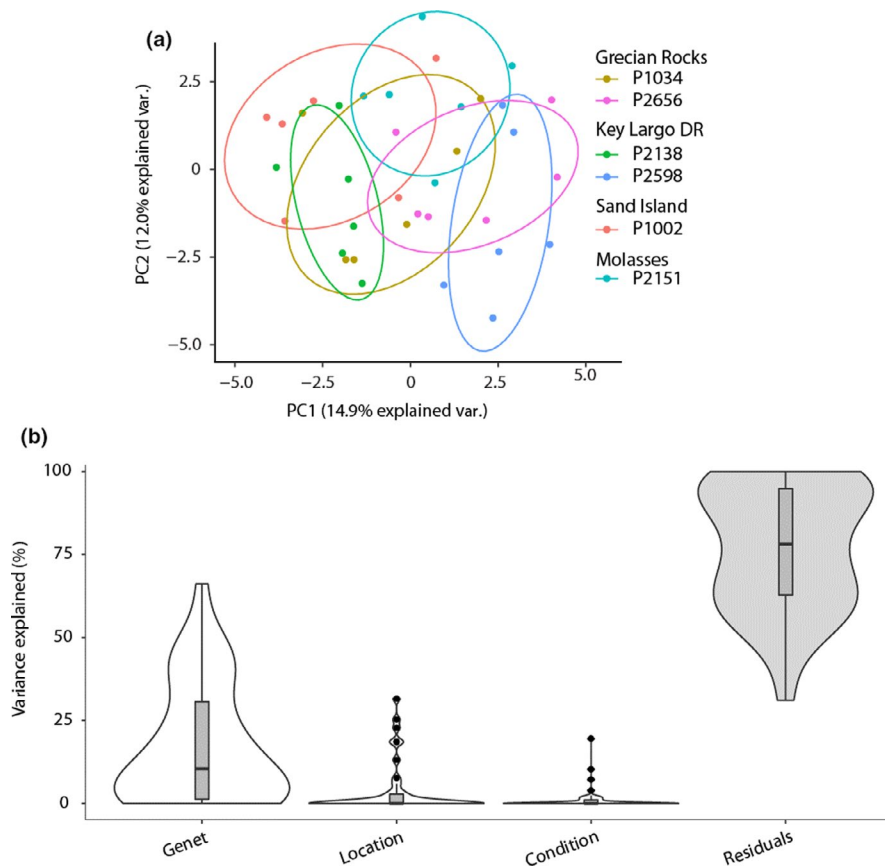 (a)
2.5
0
−2.5
−5.0
PC2 (12.0% explained var.)
−5.0 −2.5 0 2.5 5.0
PC1 (14.9% explained var.)
Grecian Rocks
P1034
P2656
Key Largo DR
P2138
P2598
Sand Island
P1002
Molasses
P2151
(b)
100
75
50
25
0
Variance explained (%)
Genet Location Condition Residuals